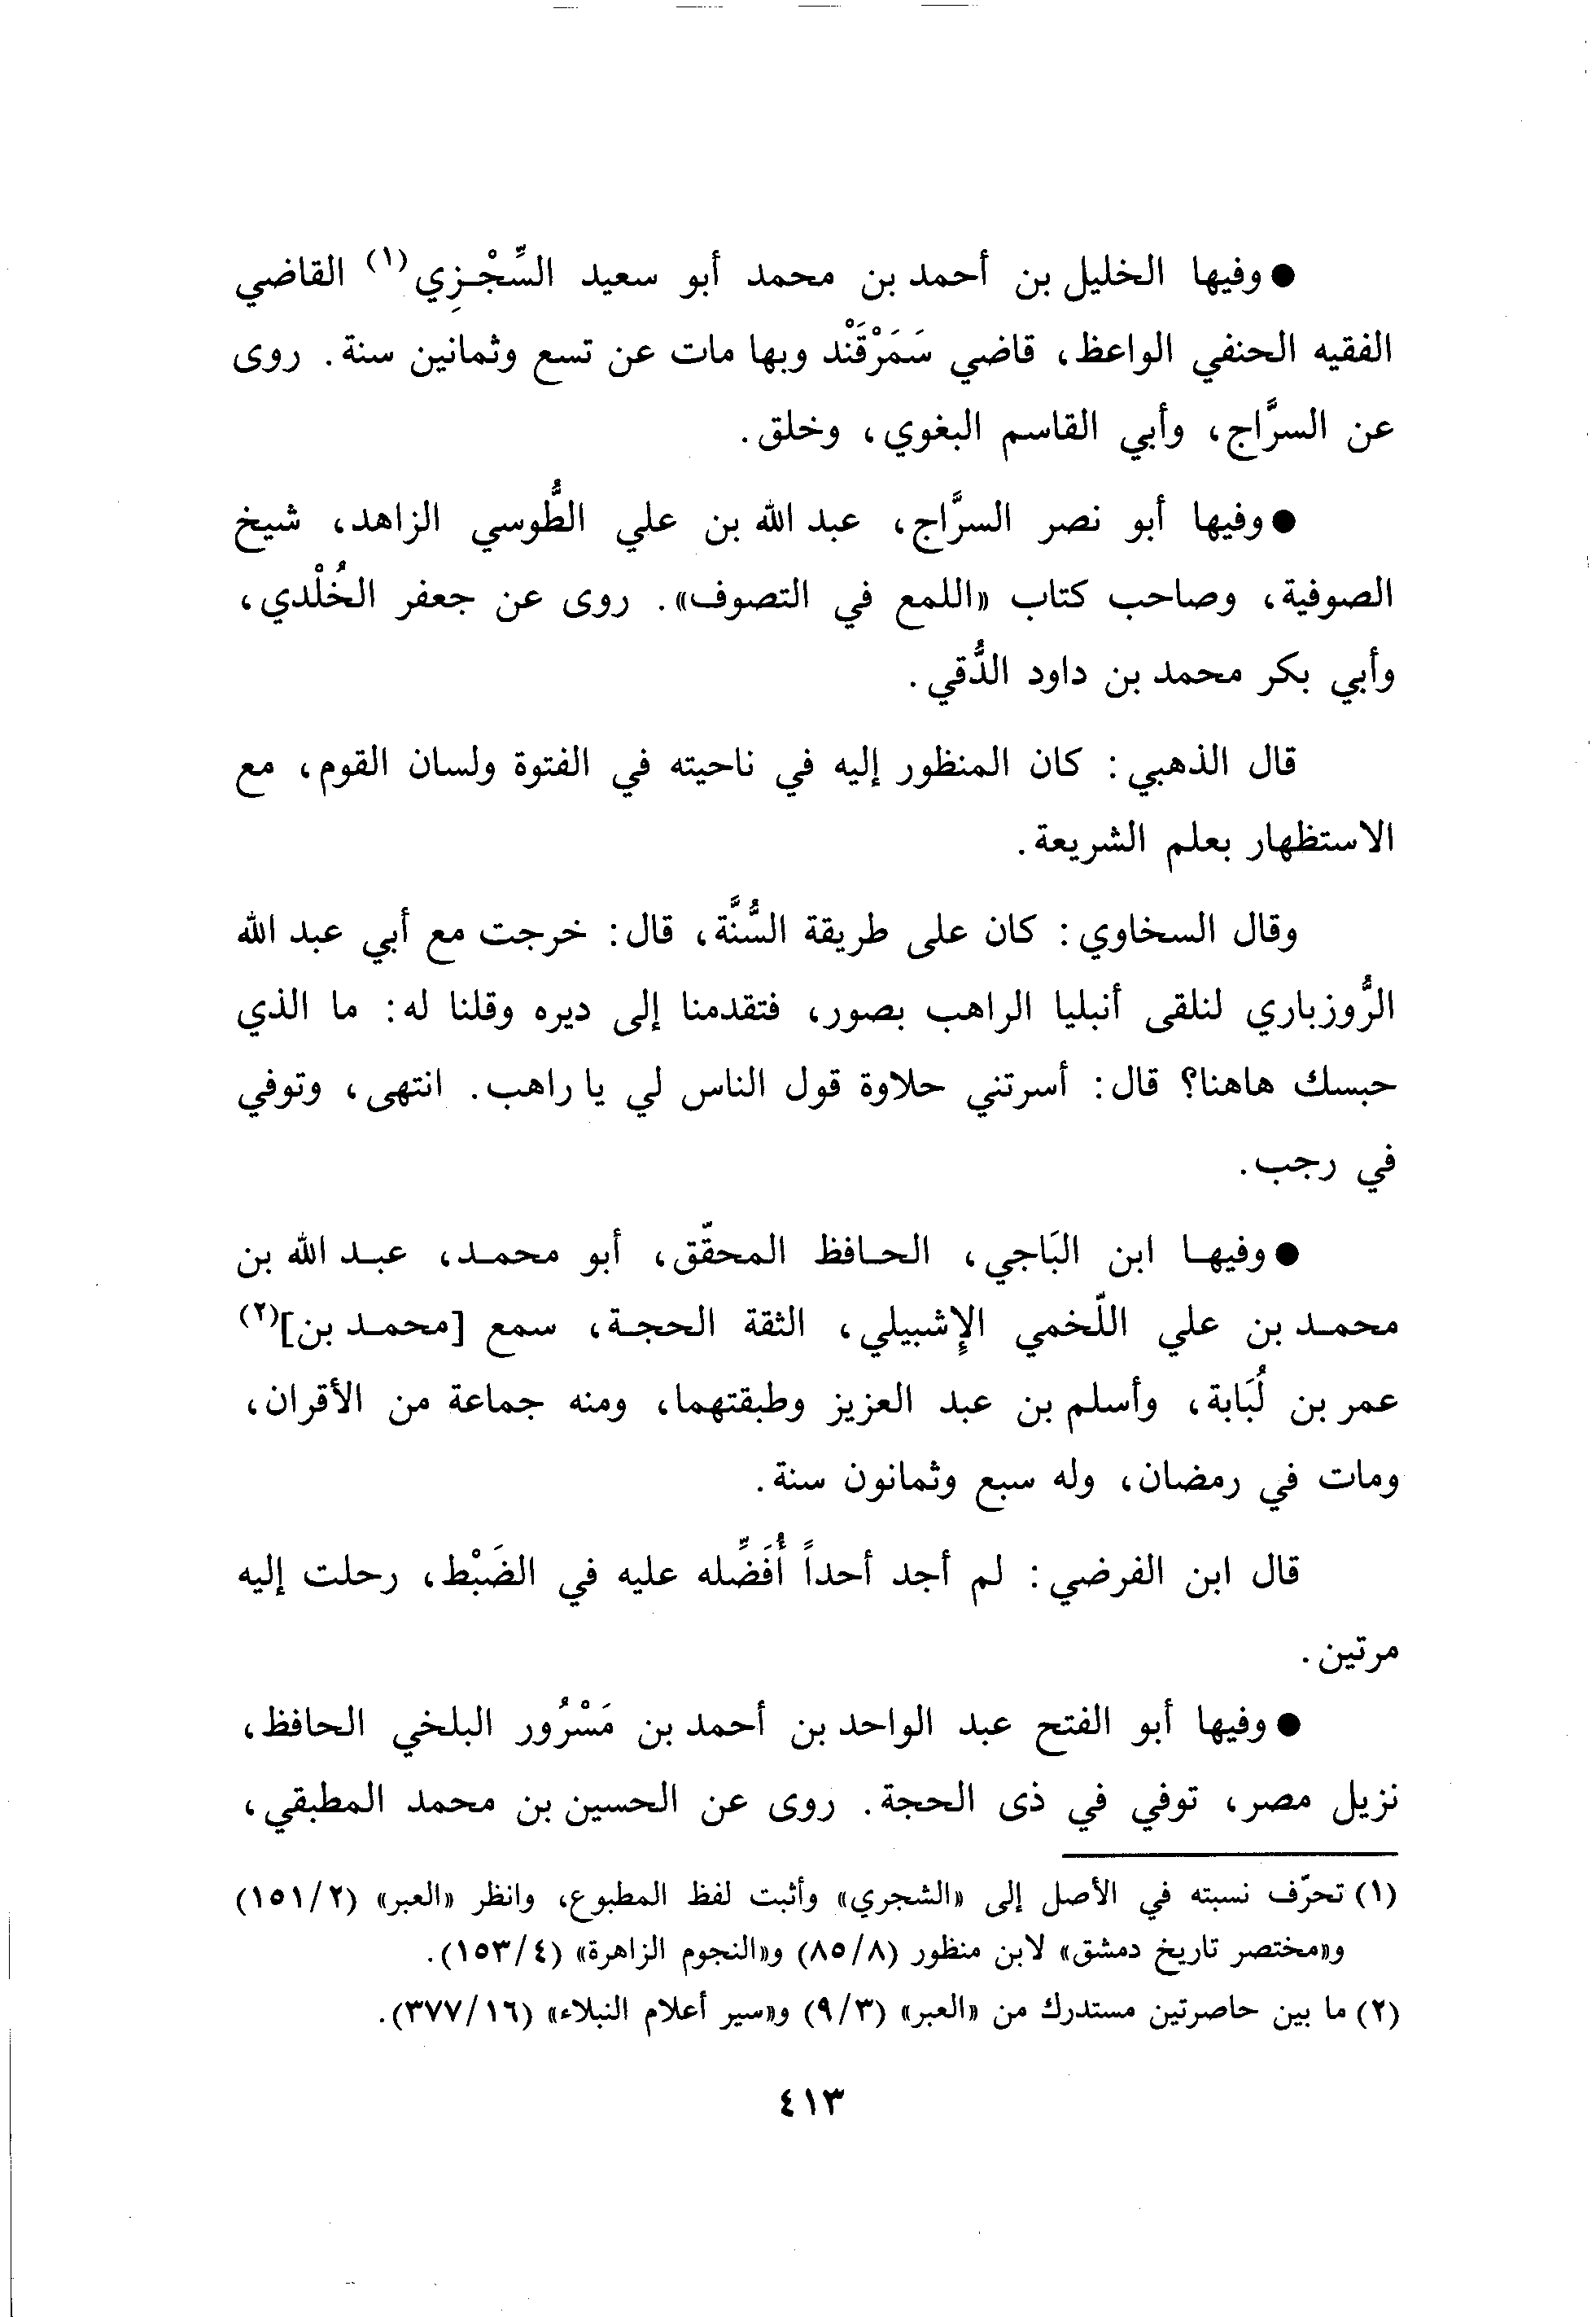 ● وفيها الخليل بن أحمد بن محمد أبو سعيد السِّجْـزِي(١) القاضي
الفقيه الحنفي الواعظ، قاضي سَمَرْقَنْد وبها مات عن تسع وثمانين سنة. روى
عن السرَّاج، وأبي القاسم البغوي، وخلق.
● وفيها أبو نصر السرَّاج، عبد الله بن علي الطُّوسي الزاهد، شيخ
الصوفية، وصاحب كتاب «اللمع في التصوف». روى عن جعفر الخُلْدي،
وأبي بكر محمد بن داود الدُّقي.
قال الذهبي: كان المنظور إليه في ناحيته في الفتوة ولسان القوم، مع
الاستظهار بعلم الشريعة.
وقال السخاوي: كان على طريقة السُّنَّة، قال: خرجت مع أبي عبد الله
الرُّوزباري لنلقى أنبليا الراهب بصور، فتقدمنا إلى ديره وقلنا له: ما الذي
حبسك هاهنا؟ قال: أسرتني حلاوة قول الناس لي يا راهب. انتهى، وتوفي
في رجب.
● وفيهـا ابن البَاجي، الحـافظ المحقّق، أبو محمـد، عبـد الله بن
محمـد بن علي اللّخمي الإشبيلي، الثقة الحجـة، سمع [محمـد بن](٢)
عمر بن لُبَابة، وأسلم بن عبد العزيز وطبقتهما، ومنه جماعة من الأقران،
ومات في رمضان، وله سبع وثمانون سنة.
قال ابن الفرضي: لم أجد أحداً أُفَضِّله عليه في الضَبْط، رحلت إليه
مرتين.
● وفيها أبو الفتح عبد الواحد بن أحمد بن مَسْرُور البلخي الحافظ،
نزيل مصر، توفي في ذى الحجة. روى عن الحسين بن محمد المطبقي،
(١) تحرّف نسبته في الأصل إلى «الشجري» وأثبت لفظ المطبوع، وانظر «العبر» (١٥١/٢)
و«مختصر تاريخ دمشق» لابن منظور (٨٥/٨) و«النجوم الزاهرة» (١٥٣/٤).
(٢) ما بين حاصرتين مستدرك من «العبر» (٩/٣) و«سير أعلام النبلاء» (٣٧٧/١٦).
٤١٣